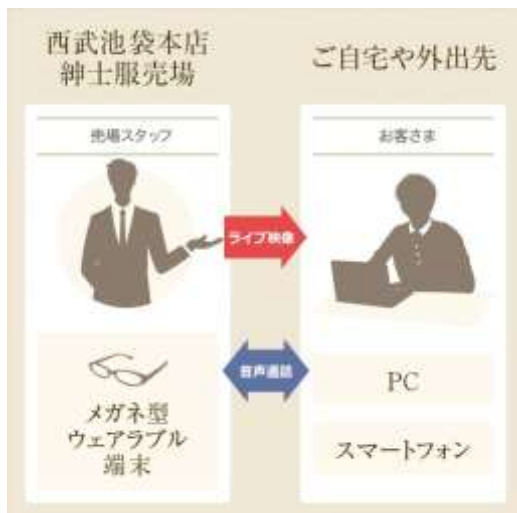 西武池袋本店
紳士服売場
ご自宅や外出先
売場スタッフ
お客さま
ライブ映像
音声通話
メガネ型
ウェアラブル
端末
PC
スマートフォン